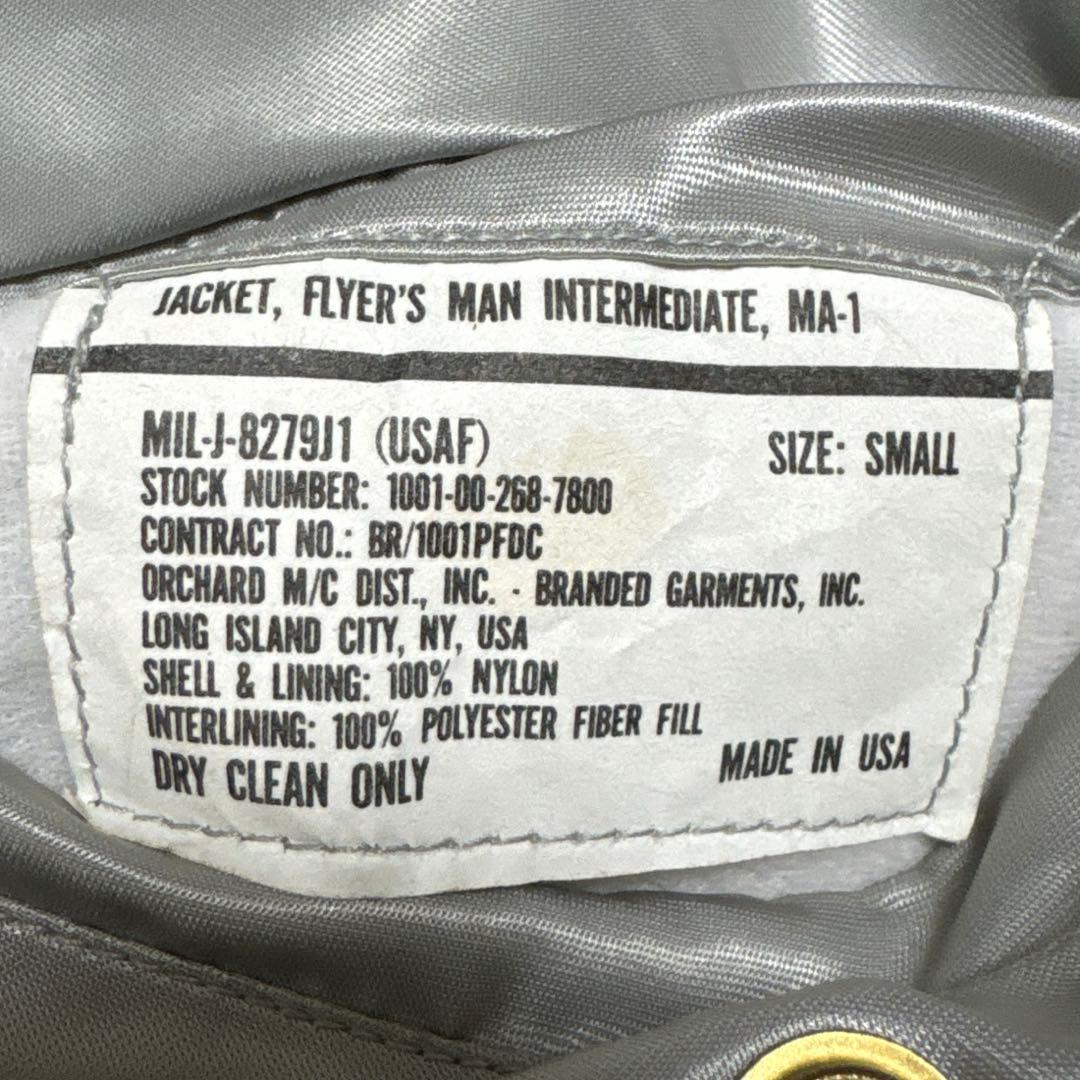 JACKET, FLYER'S MAN INTERMEDIATE, MA-1
MIL-J-8279J1 (USAF) SIZE: SMALL
STOCK NUMBER: 1001-00-268-7800
CONTRACT NO.: BR/1001PFDC
ORCHARD M/C DIST., INC. · BRANDED GARMENTS, INC.
LONG ISLAND CITY, NY, USA
SHELL & LINING: 100% NYLON
INTERLINING: 100% POLYESTER FIBER FILL
DRY CLEAN ONLY MADE IN USA